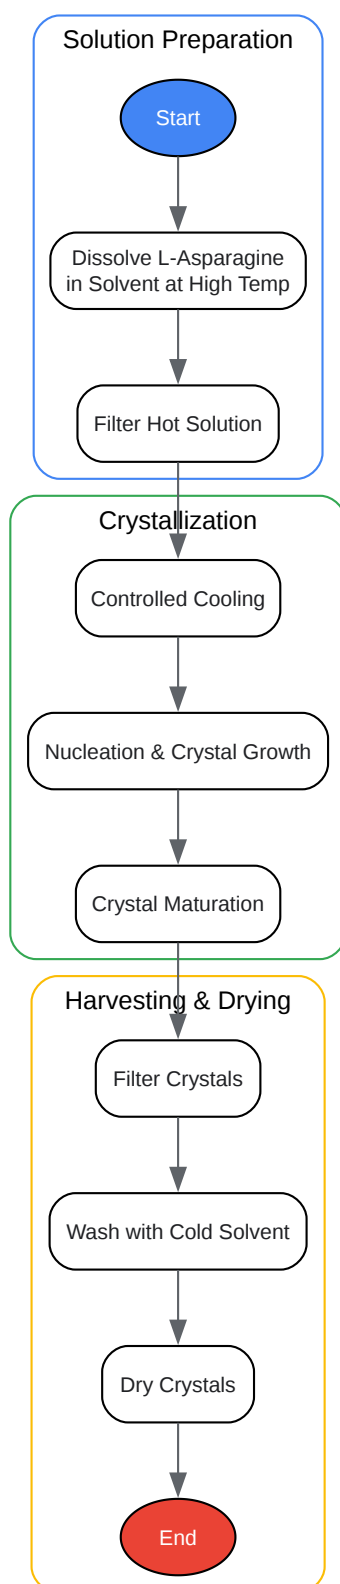 Solution Preparation
Start
Dissolve L-Asparagine
in Solvent at High Temp
Filter Hot Solution
Crystallization
Controlled Cooling
Nucleation & Crystal Growth
Crystal Maturation
Harvesting & Drying
Filter Crystals
Wash with Cold Solvent
Dry Crystals
End